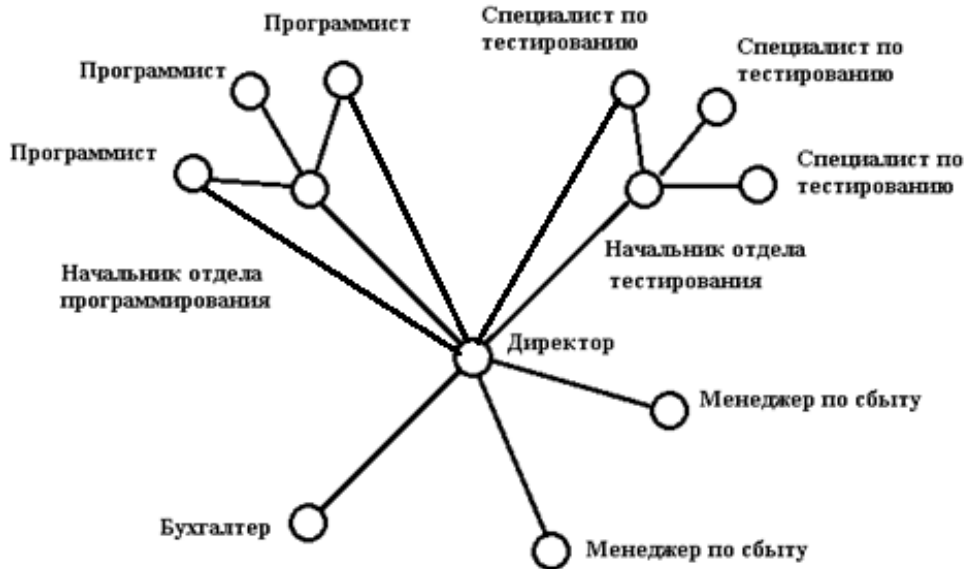 Программист
Специалист по
тестированию
Программист
Специалист по
тестированию
Программист
Специалист по
тестированию
Начальник отдела
программирования
Начальник отдела
тестирования
Директор
Менеджер по сбыту
Бухгалтер
Менеджер по сбыту